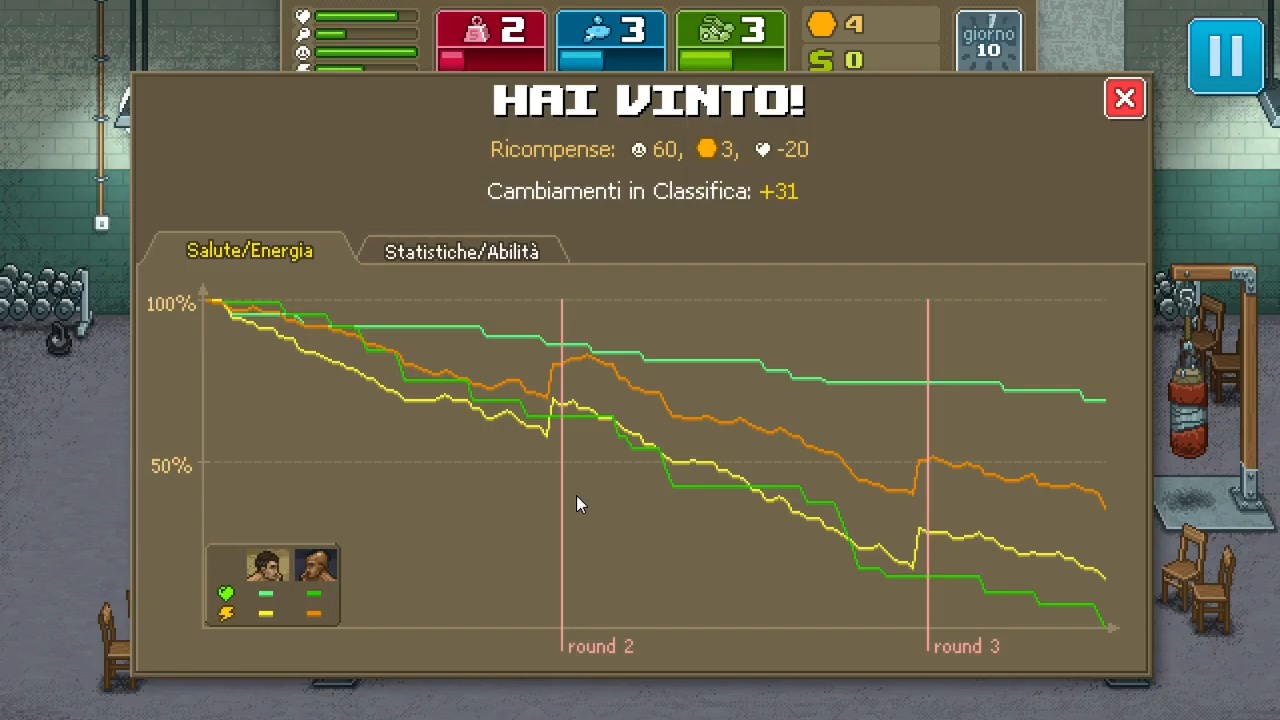 2
3
3
4
0
giorno
10
HAI VINTO!
Ricompense: 60, 3, -20
Cambiamenti in Classifica: +31
Salute/Energia
Statistiche/Abilità
100%
50%
round 2
round 3